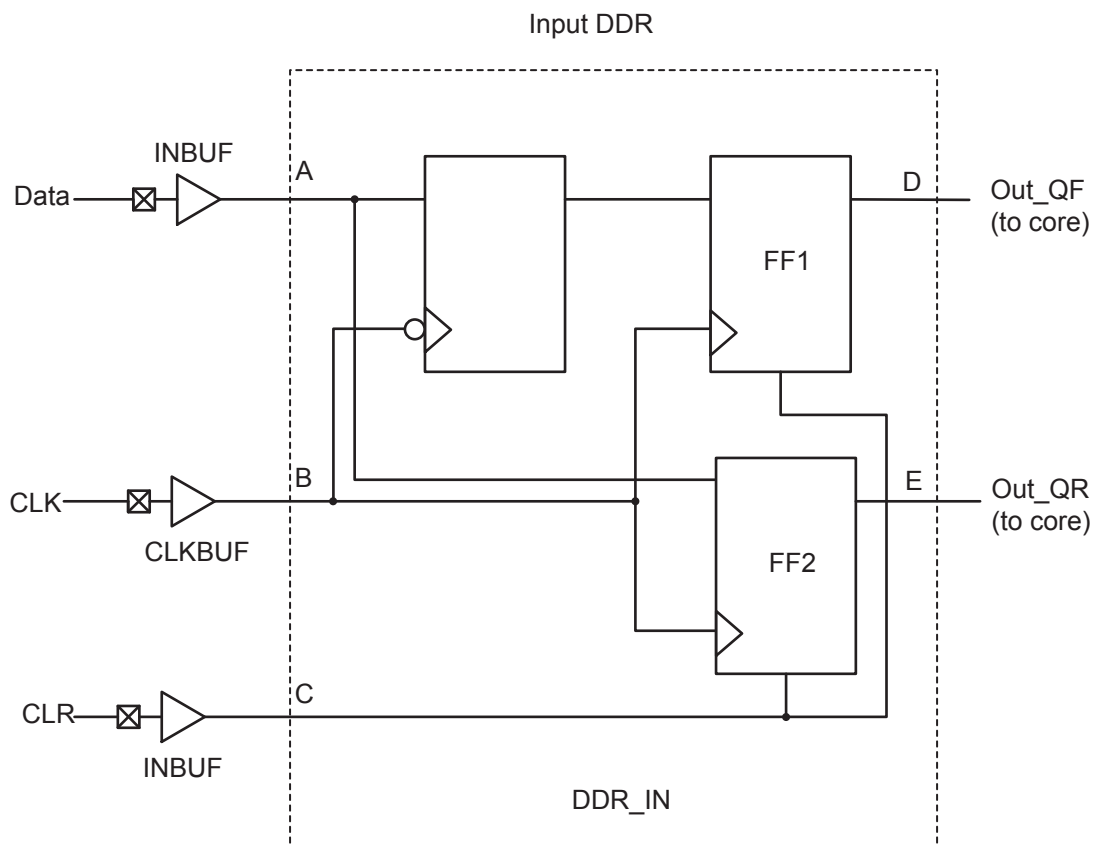 Input DDR
INBUF
Data
A
D
Out_QF
(to core)
FF1
B
CLK
CLKBUF
E
Out_QR
(to core)
FF2
C
CLR
INBUF
DDR_IN